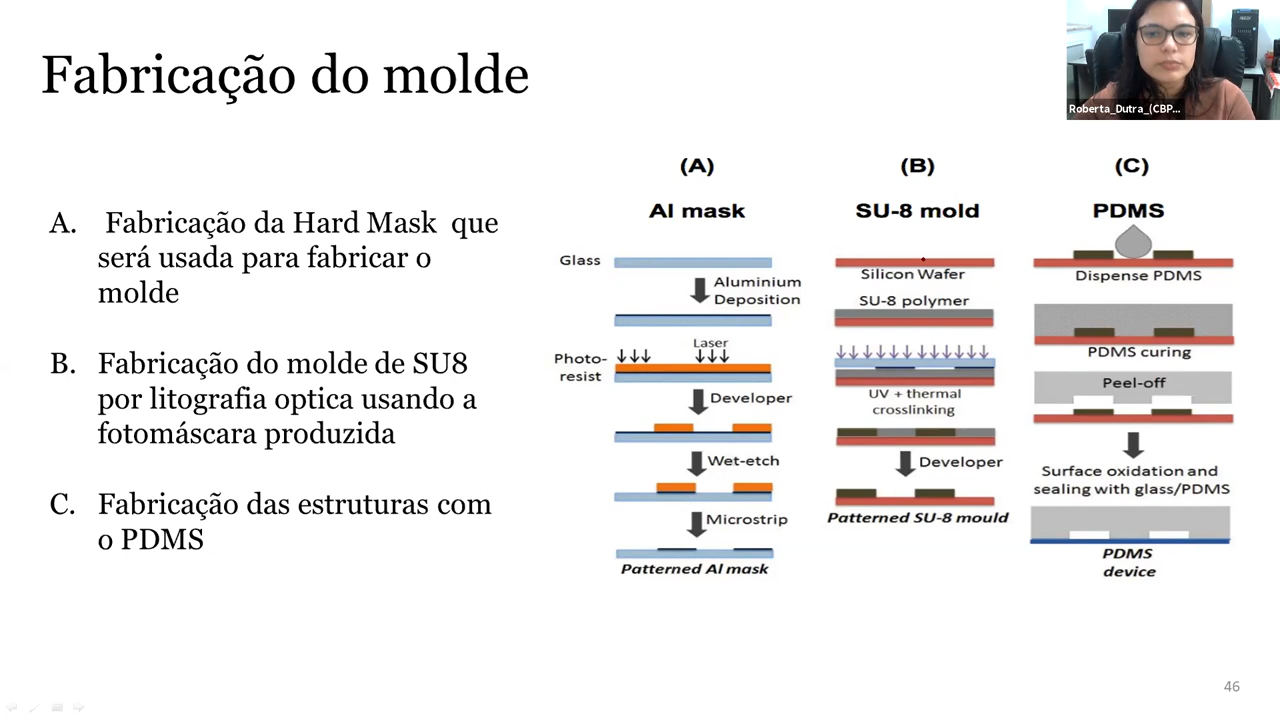 Fabricação do molde
Roberta_Dutra_(CBP...
A. Fabricação da Hard Mask que
será usada para fabricar o
molde
B. Fabricação do molde de SU8
por litografia optica usando a
fotomáscara produzida
C. Fabricação das estruturas com
o PDMS
(A)
Al mask
Glass
Aluminium
Deposition
Laser
Photo-
resist
Developer
Wet-etch
Microstrip
Patterned Al mask
(B)
SU-8 mold
Silicon Wafer
SU-8 polymer
UV + thermal
crosslinking
Developer
Patterned SU-8 mould
(C)
PDMS
Dispense PDMS
PDMS curing
Peel-off
Surface oxidation and
sealing with glass/PDMS
PDMS
device
46